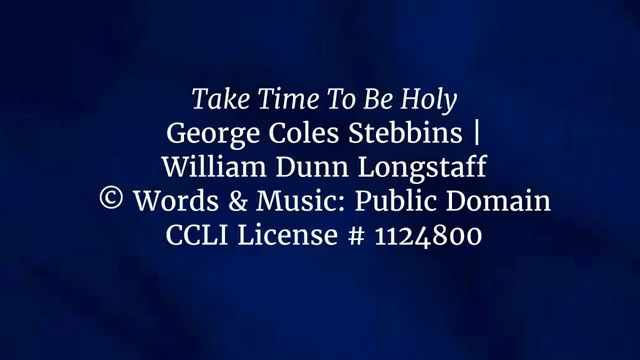 Take Time To Be Holy
George Coles Stebbins |
William Dunn Longstaff
© Words & Music: Public Domain
CCLI License # 1124800